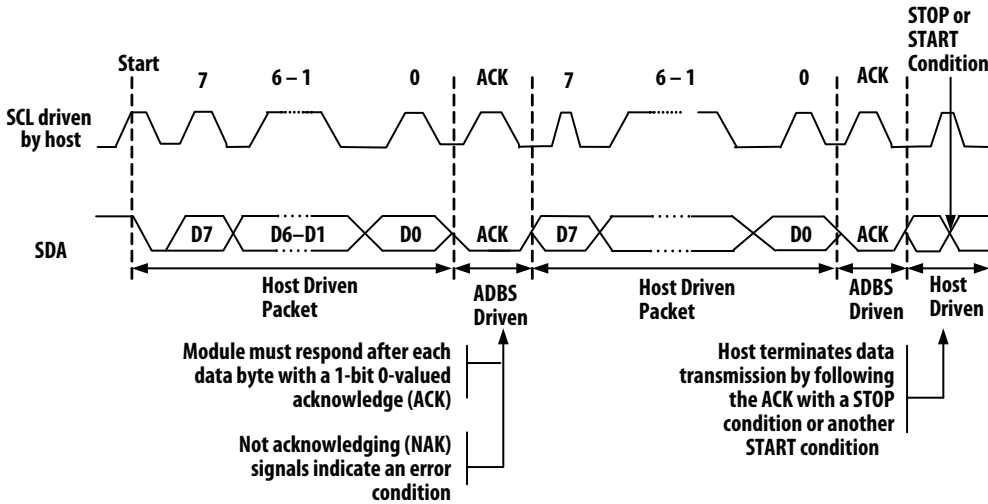 STOP or
START
Condition
Start 7 6 – 1 0 ACK 7 6 – 1 0 ACK
SCL driven
by host
SDA
D7 D6–D1 D0 ACK D7 D0 ACK
Host Driven
Packet
ADBS
Driven
Host Driven
Packet
ADBS
Driven
Host
Driven
Module must respond after each
data byte with a 1-bit 0-valued
acknowledge (ACK)
Not acknowledging (NAK)
signals indicate an error
condition
Host terminates data
transmission by following
the ACK with a STOP
condition or another
START condition